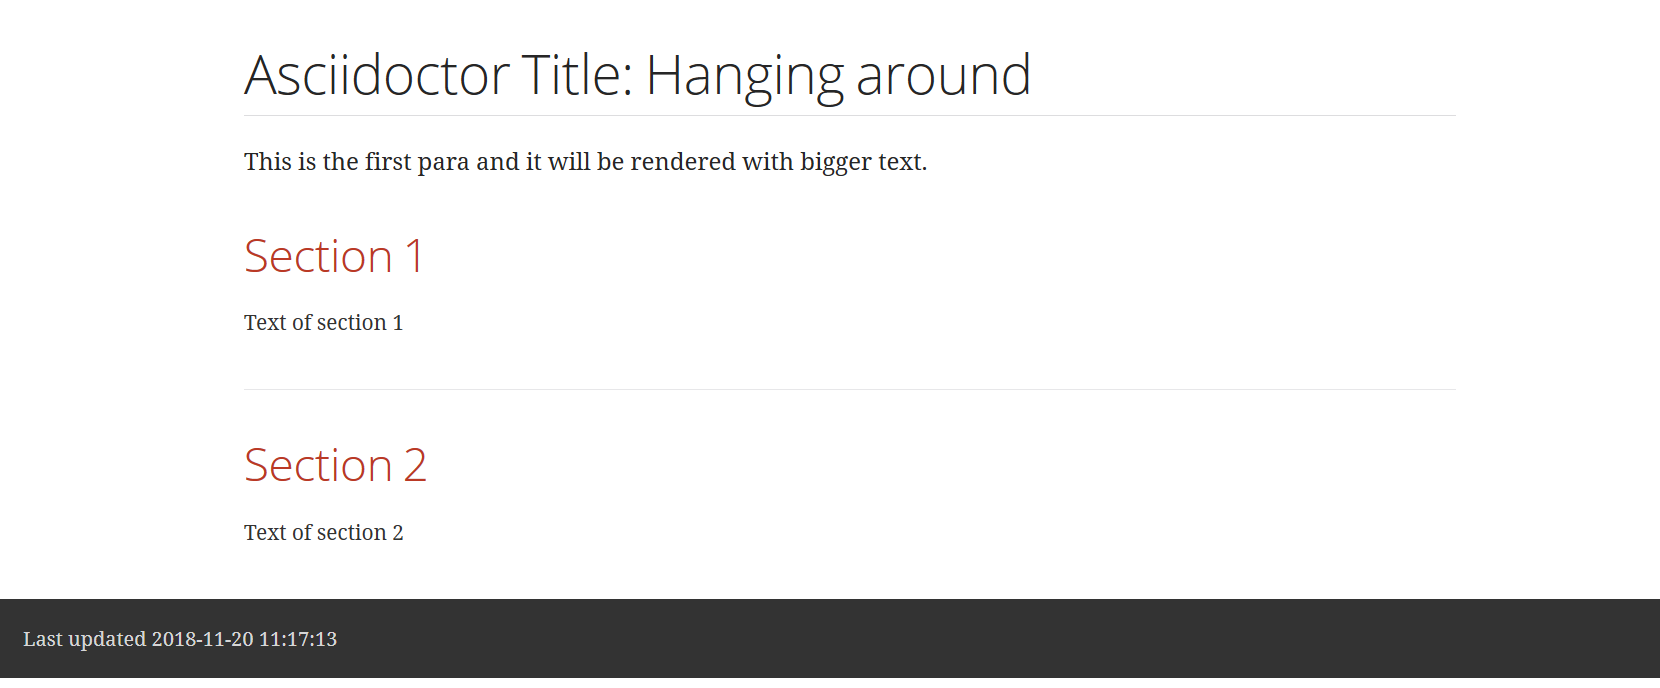 Asciidoctor Title: Hanging around
This is the first para and it will be rendered with bigger text.
Section 1
Text of section 1
Section 2
Text of section 2
Last updated 2018-11-20 11:17:13